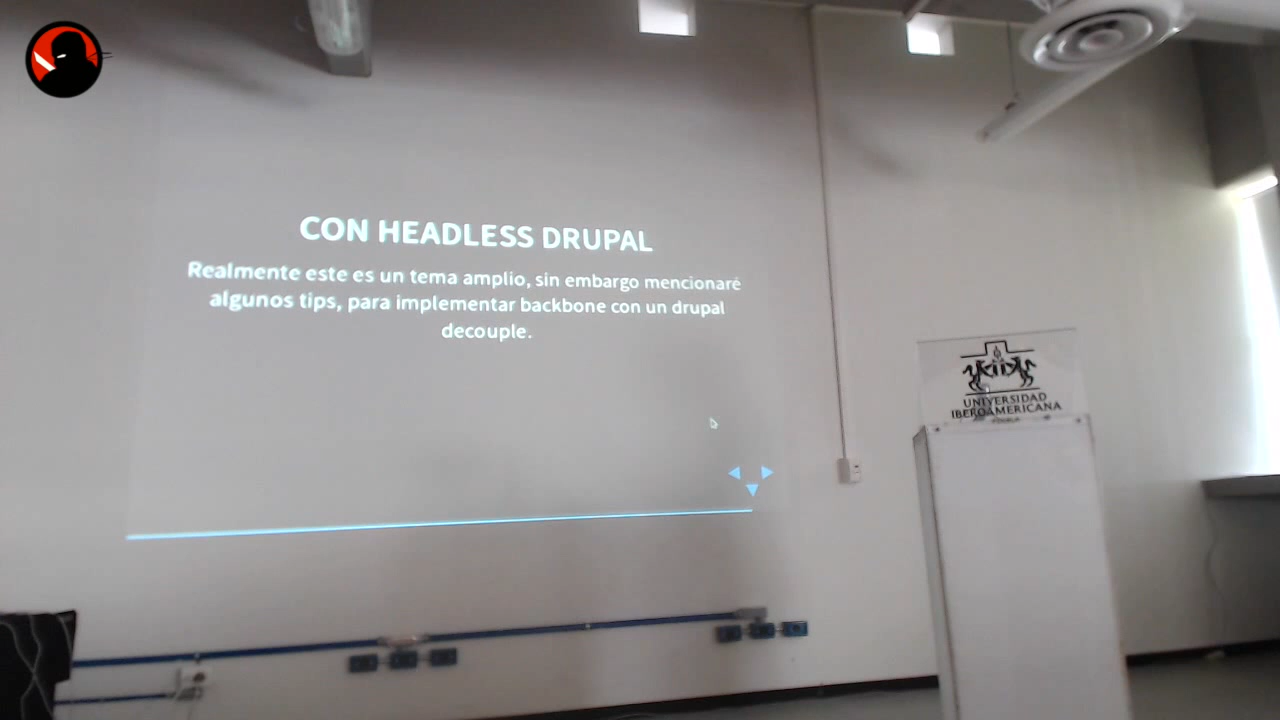 CON HEADLESS DRUPAL
Realmente este es un tema amplio, sin embargo mencionaré
algunos tips, para implementar backbone con un drupal
decouple.
UNIVERSIDAD
IBEROAMERICANA